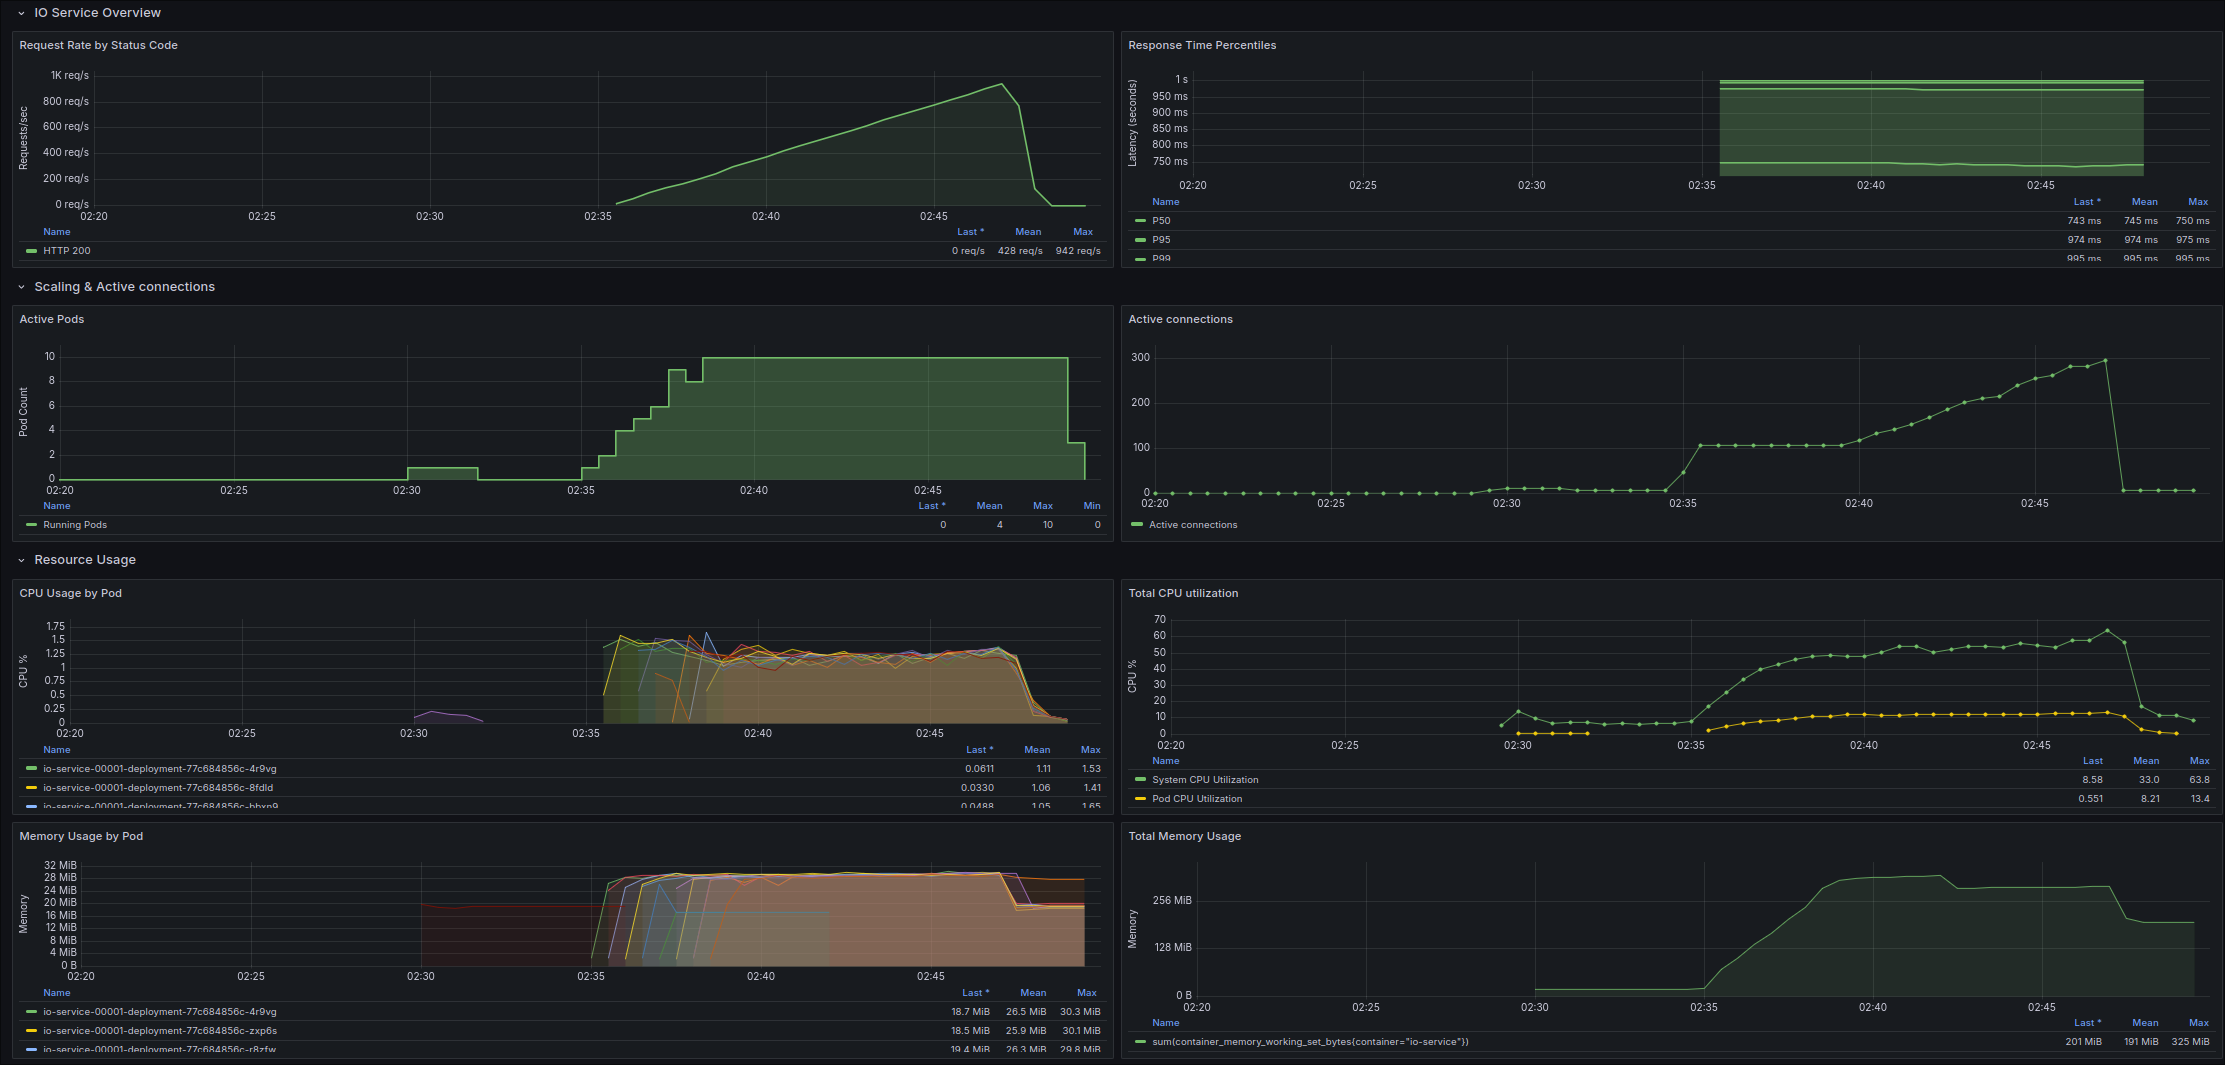 IO Service Overview
Request Rate by Status Code
Requests/sec
1K req/s
800 req/s
600 req/s
400 req/s
200 req/s
0 req/s
02:20 02:25 02:30 02:35 02:40 02:45
Name Last * Mean Max
HTTP 200 0 req/s 428 req/s 942 req/s
Response Time Percentiles
Latency (seconds)
1 s
950 ms
900 ms
850 ms
800 ms
750 ms
02:20 02:25 02:30 02:35 02:40 02:45
Name Last * Mean Max
P50 743 ms 745 ms 750 ms
P95 974 ms 974 ms 975 ms
P99 995 ms 995 ms 995 ms
Scaling & Active connections
Active Pods
Pod Count
10
8
6
4
2
0
02:20 02:25 02:30 02:35 02:40 02:45
Name Last * Mean Max Min
Running Pods 0 4 10 0
Active connections
300
200
100
0
02:20 02:25 02:30 02:35 02:40 02:45
Active connections
Resource Usage
CPU Usage by Pod
CPU %
1.75
1.5
1.25
1
0.75
0.5
0.25
0
02:20 02:25 02:30 02:35 02:40 02:45
Name Last * Mean Max
io-service-00001-deployment-77c684856c-4r9vg 0.0611 1.11 1.53
io-service-00001-deployment-77c684856c-8fdld 0.0330 1.06 1.41
io-service-00001-deployment-77c684856c-bbxn9 0.0488 1.05 1.65
Total CPU utilization
CPU %
70
60
50
40
30
20
10
0
02:20 02:25 02:30 02:35 02:40 02:45
Name Last Mean Max
System CPU Utilization 8.58 33.0 63.8
Pod CPU Utilization 0.551 8.21 13.4
Memory Usage by Pod
Memory
32 MiB
28 MiB
24 MiB
20 MiB
16 MiB
12 MiB
8 MiB
4 MiB
0 B
02:20 02:25 02:30 02:35 02:40 02:45
Name Last * Mean Max
io-service-00001-deployment-77c684856c-4r9vg 18.7 MiB 26.5 MiB 30.3 MiB
io-service-00001-deployment-77c684856c-zxp6s 18.5 MiB 25.9 MiB 30.1 MiB
io-service-00001-deployment-77c684856c-r8zfw 19.4 MiB 26.3 MiB 29.8 MiB
Total Memory Usage
Memory
256 MiB
128 MiB
0 B
02:20 02:25 02:30 02:35 02:40 02:45
Name Last * Mean Max
sum(container_memory_working_set_bytes{container="io-service"}) 201 MiB 191 MiB 325 MiB